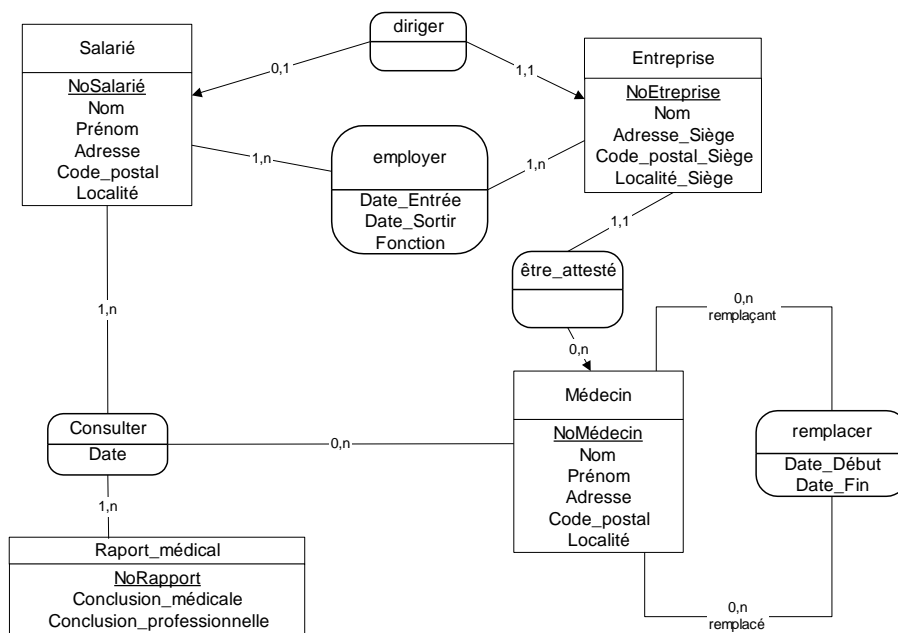 diriger
Salarié
NoSalarié
Nom
Prénom
Adresse
Code_postal
Localité
0,1
1,1
Entreprise
NoEtreprise
Nom
Adresse_Siège
Code_postal_Siège
Localité_Siège
1,n
employer
Date_Entrée
Date_Sortir
Fonction
1,n
1,1
être_attesté
0,n
1,n
0,n
remplaçant
Médecin
NoMédecin
Nom
Prénom
Adresse
Code_postal
Localité
remplacer
Date_Début
Date_Fin
Consulter
Date
0,n
1,n
0,n
remplacé
Raport_médical
NoRapport
Conclusion_médicale
Conclusion_professionnelle